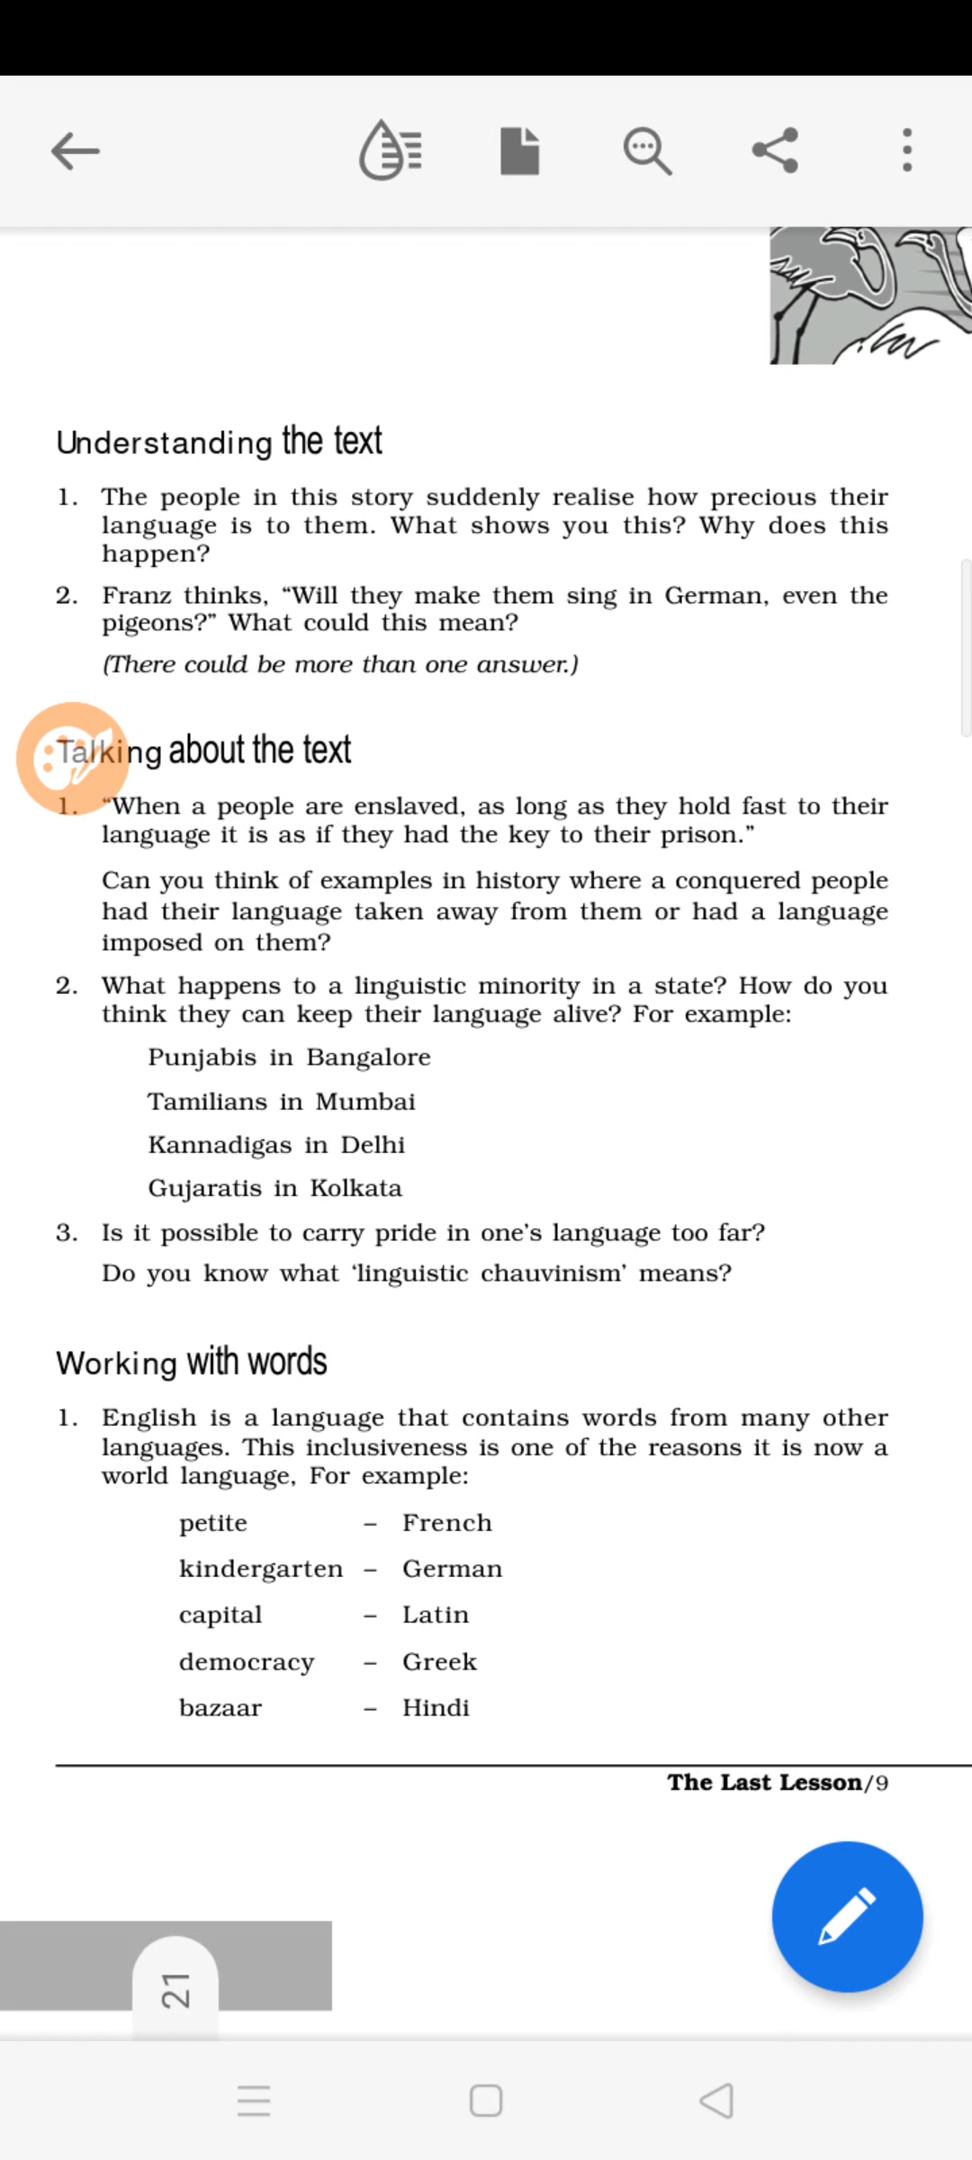 Understanding the text
1. The people in this story suddenly realise how precious their
language is to them. What shows you this? Why does this
happen?
2. Franz thinks, “Will they make them sing in German, even the
pigeons?” What could this mean?
(There could be more than one answer.)
Talking about the text
1. “When a people are enslaved, as long as they hold fast to their
language it is as if they had the key to their prison.”
Can you think of examples in history where a conquered people
had their language taken away from them or had a language
imposed on them?
2. What happens to a linguistic minority in a state? How do you
think they can keep their language alive? For example:
Punjabis in Bangalore
Tamilians in Mumbai
Kannadigas in Delhi
Gujaratis in Kolkata
3. Is it possible to carry pride in one’s language too far?
Do you know what ‘linguistic chauvinism’ means?
Working with words
1. English is a language that contains words from many other
languages. This inclusiveness is one of the reasons it is now a
world language, For example:
petite – French
kindergarten – German
capital – Latin
democracy – Greek
bazaar – Hindi
The Last Lesson/9
21